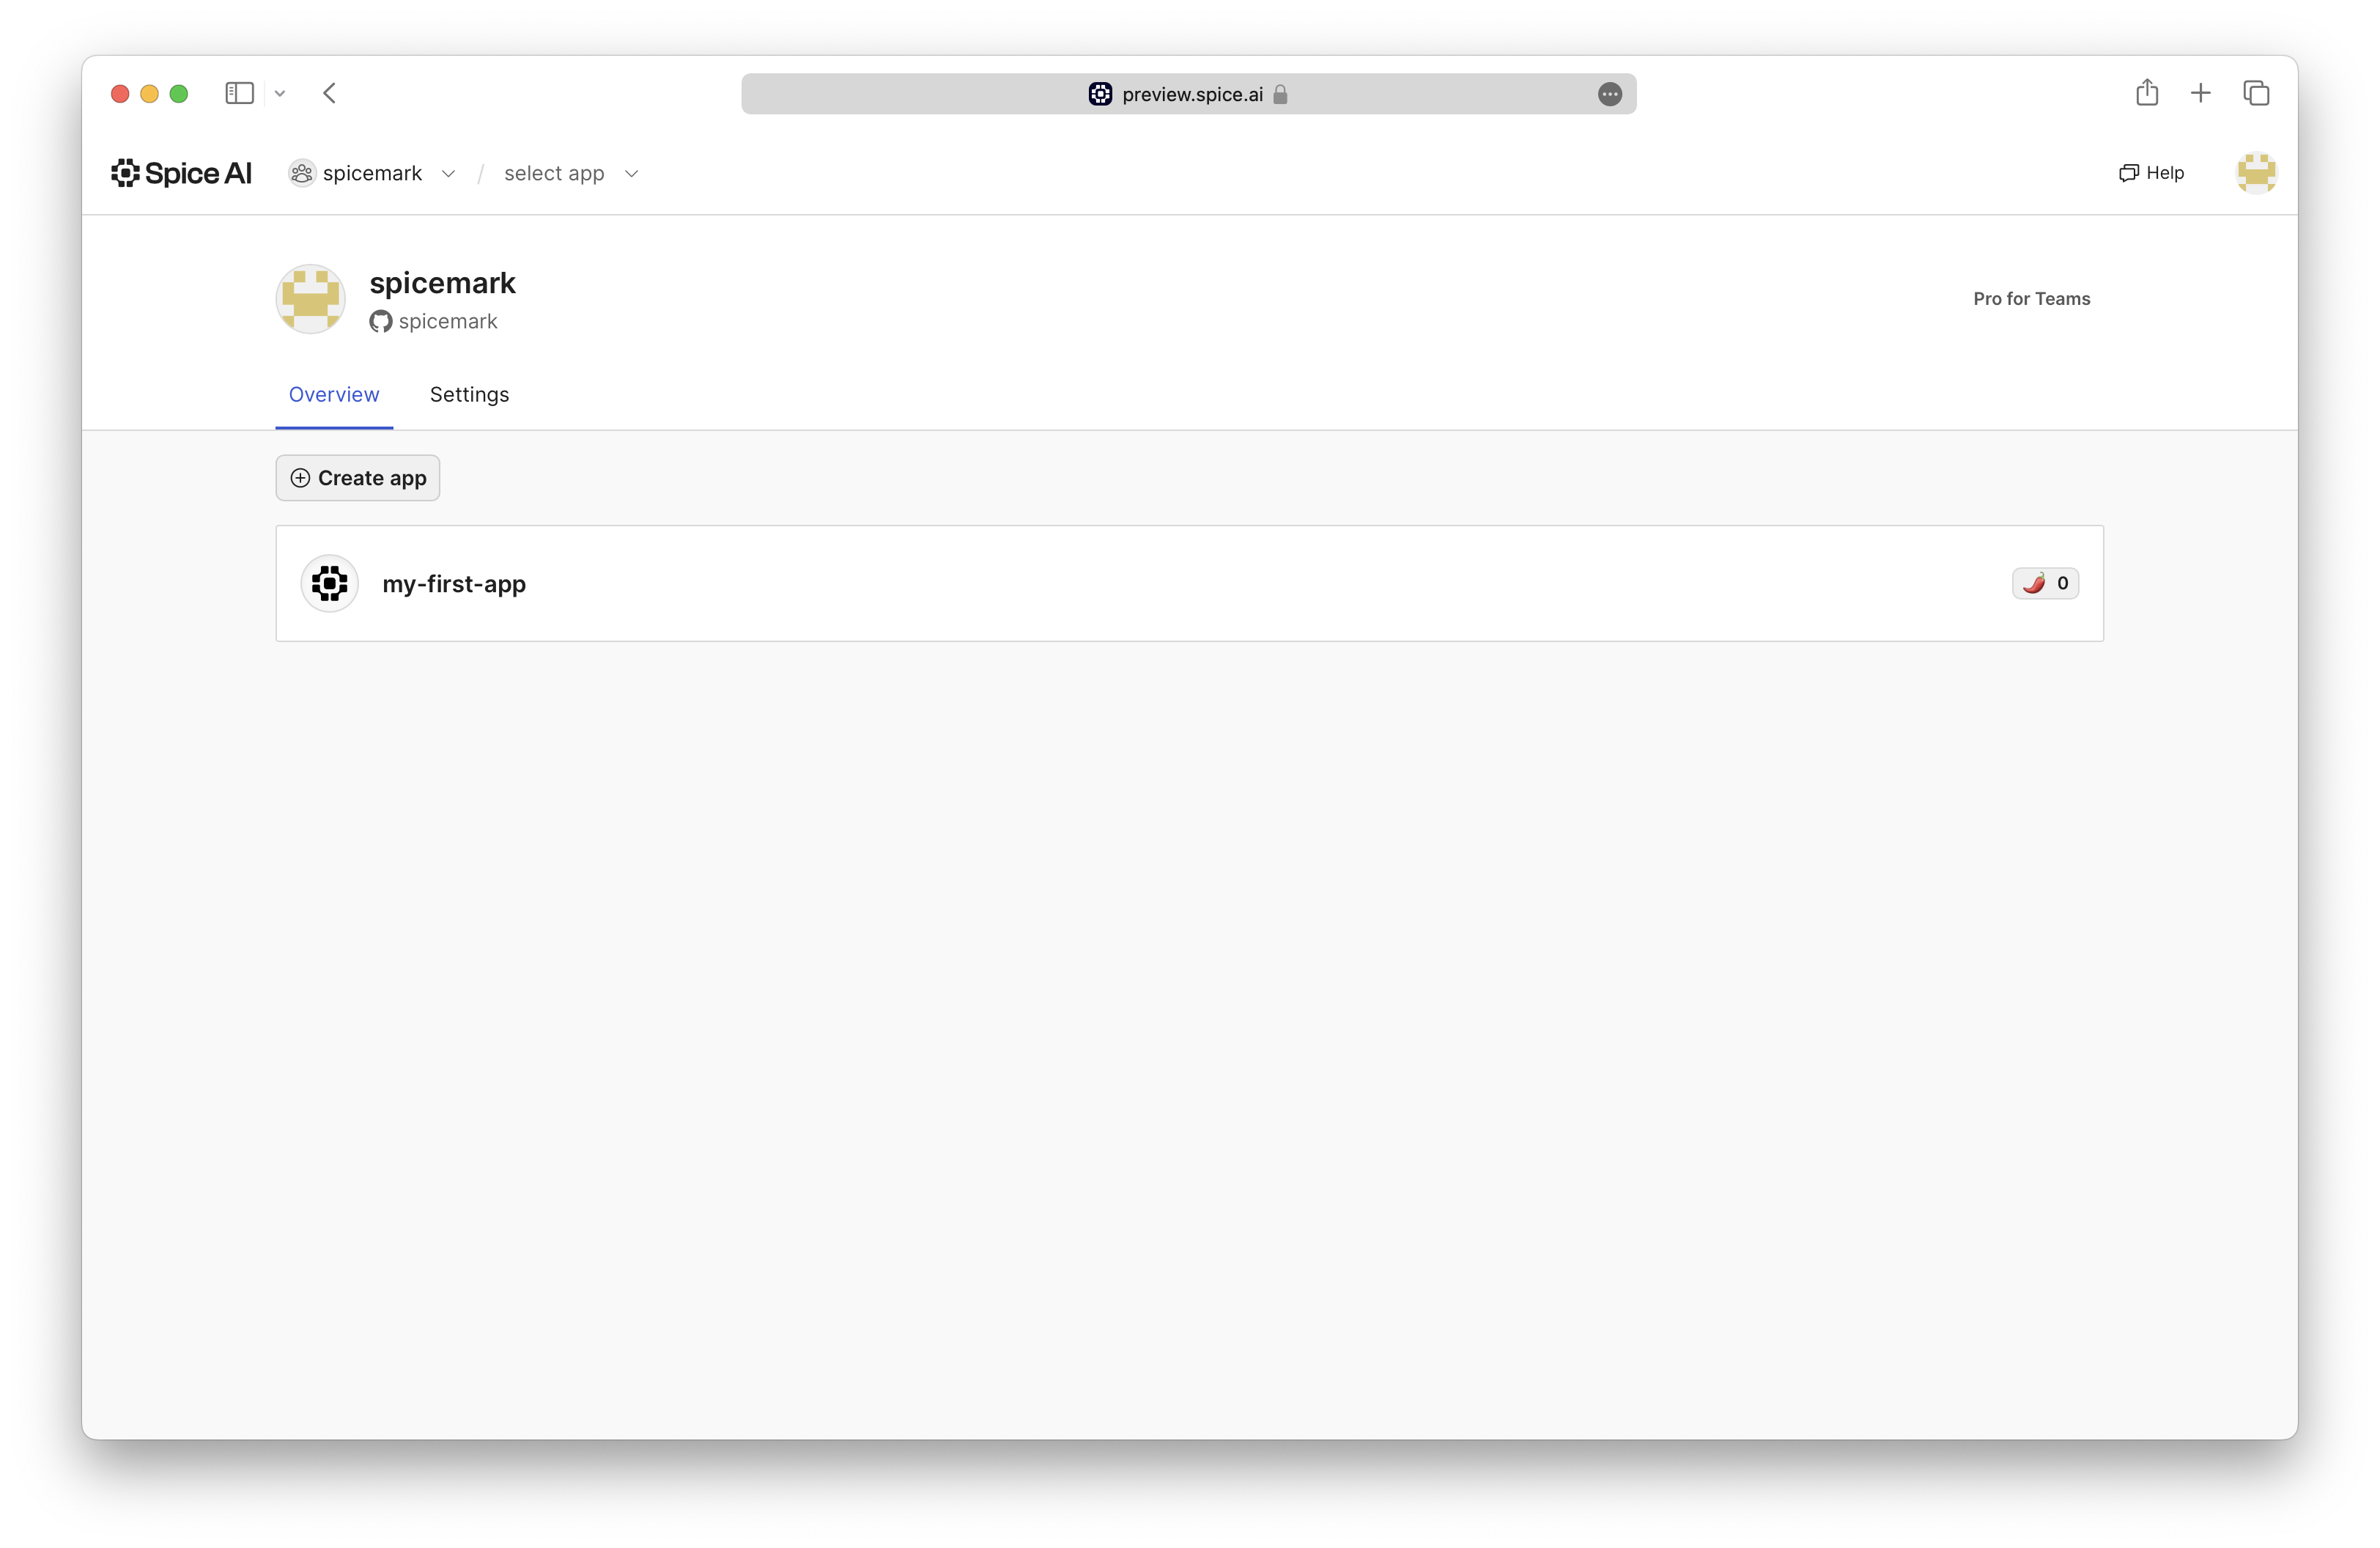 preview.spice.ai
Spice AI spicemark / select app Help
spicemark
spicemark
Pro for Teams
Overview Settings
Create app
my-first-app 0